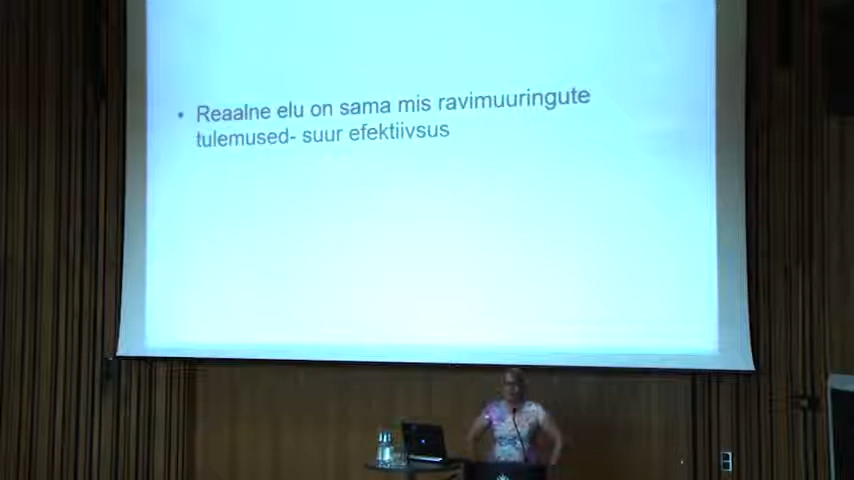 • Reaalne elu on sama mis ravimuuringute
tulemused- suur efektiivsus